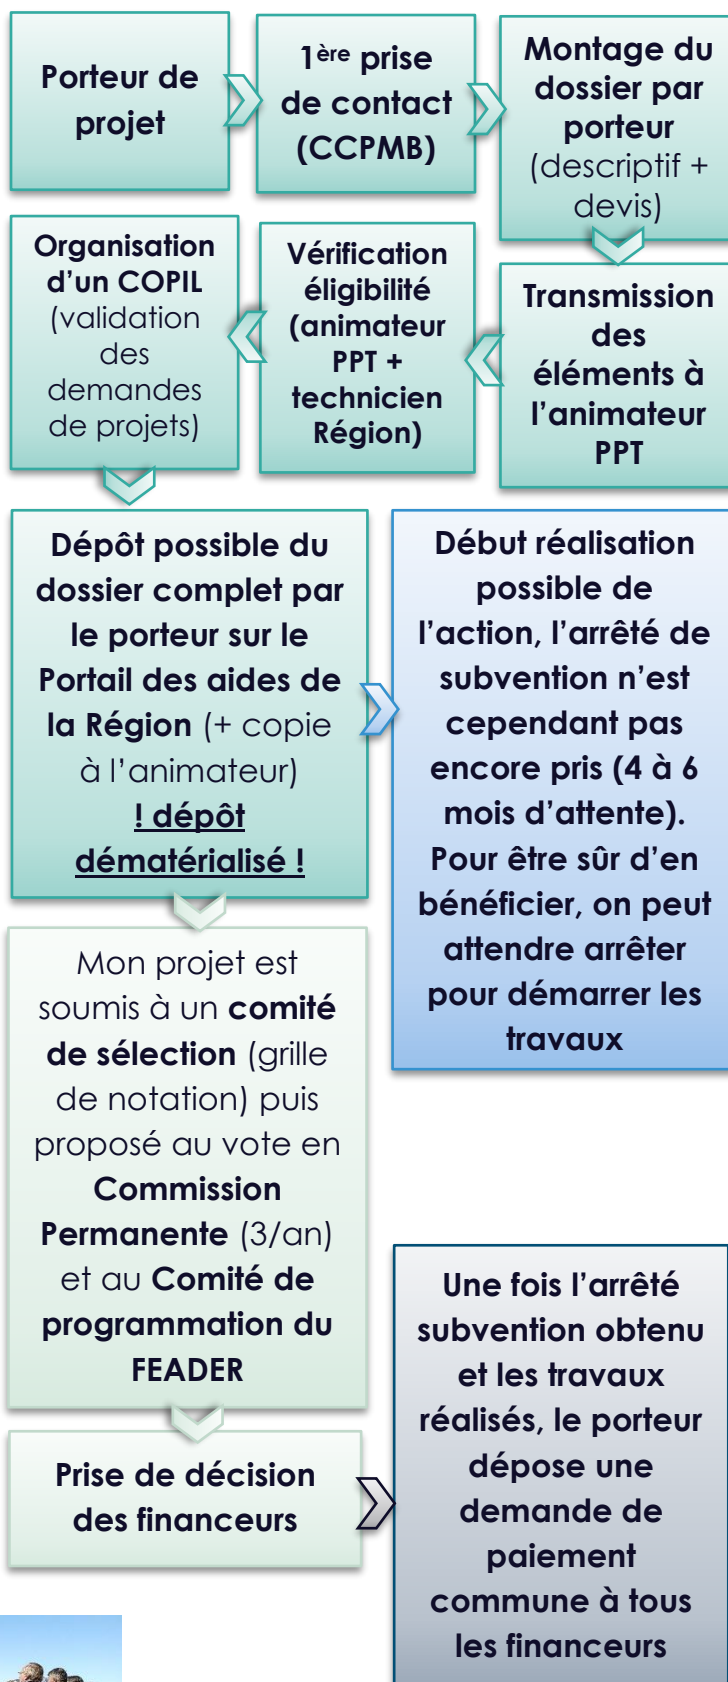 Porteur de
projet
1ère prise
de contact
(CCPMB)
Montage du
dossier par
porteur
(descriptif +
devis)
Transmission
des
éléments à
l’animateur
PPT
Vérification
éligibilité
(animateur
PPT +
technicien
Région)
Organisation
d’un COPIL
(validation
des
demandes
de projets)
Dépôt possible du
dossier complet par
le porteur sur le
Portail des aides de
la Région (+ copie
à l’animateur)
! dépôt
dématérialisé !
Début réalisation
possible de
l’action, l’arrêté de
subvention n’est
cependant pas
encore pris (4 à 6
mois d’attente).
Pour être sûr d’en
bénéficier, on peut
attendre arrêter
pour démarrer les
travaux
Mon projet est
soumis à un comité
de sélection (grille
de notation) puis
proposé au vote en
Commission
Permanente (3/an)
et au Comité de
programmation du
FEADER
Prise de décision
des financeurs
Une fois l’arrêté
subvention obtenu
et les travaux
réalisés, le porteur
dépose une
demande de
paiement
commune à tous
les financeurs